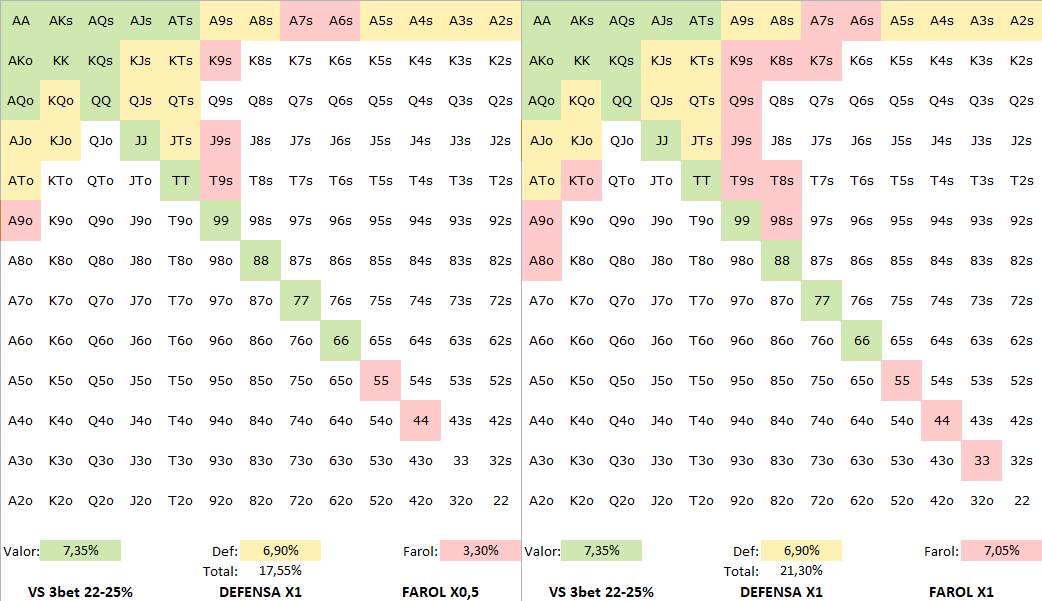 AA AKs AQs AJs ATs A9s A8s A7s A6s A5s A4s A3s A2s AA AKs AQs AJs ATs A9s A8s A7s A6s A5s A4s A3s A2s
AKo KK KQs KJs KTs K9s K8s K7s K6s K5s K4s K3s K2s AKo KK KQs KJs KTs K9s K8s K7s K6s K5s K4s K3s K2s
AQo KQo QQ QJs QTs Q9s Q8s Q7s Q6s Q5s Q4s Q3s Q2s AQo KQo QQ QJs QTs Q9s Q8s Q7s Q6s Q5s Q4s Q3s Q2s
AJo KJo QJo JJ JTs J9s J8s J7s J6s J5s J4s J3s J2s AJo KJo QJo JJ JTs J9s J8s J7s J6s J5s J4s J3s J2s
ATo KTo QTo JTo TT T9s T8s T7s T6s T5s T4s T3s T2s ATo KTo QTo JTo TT T9s T8s T7s T6s T5s T4s T3s T2s
A9o K9o Q9o J9o T9o 99 98s 97s 96s 95s 94s 93s 92s A9o K9o Q9o J9o T9o 99 98s 97s 96s 95s 94s 93s 92s
A8o K8o Q8o J8o T8o 98o 88 87s 86s 85s 84s 83s 82s A8o K8o Q8o J8o T8o 98o 88 87s 86s 85s 84s 83s 82s
A7o K7o Q7o J7o T7o 97o 87o 77 76s 75s 74s 73s 72s A7o K7o Q7o J7o T7o 97o 87o 77 76s 75s 74s 73s 72s
A6o K6o Q6o J6o T6o 96o 86o 76o 66 65s 64s 63s 62s A6o K6o Q6o J6o T6o 96o 86o 76o 66 65s 64s 63s 62s
A5o K5o Q5o J5o T5o 95o 85o 75o 65o 55 54s 53s 52s A5o K5o Q5o J5o T5o 95o 85o 75o 65o 55 54s 53s 52s
A4o K4o Q4o J4o T4o 94o 84o 74o 64o 54o 44 43s 42s A4o K4o Q4o J4o T4o 94o 84o 74o 64o 54o 44 43s 42s
A3o K3o Q3o J3o T3o 93o 83o 73o 63o 53o 43o 33 32s A3o K3o Q3o J3o T3o 93o 83o 73o 63o 53o 43o 33 32s
A2o K2o Q2o J2o T2o 92o 82o 72o 62o 52o 42o 32o 22 A2o K2o Q2o J2o T2o 92o 82o 72o 62o 52o 42o 32o 22
Valor: 7,35% Def: 6,90% Farol: 3,30% Valor: 7,35% Def: 6,90% Farol: 7,05%
Total: 17,55% Total: 21,30%
VS 3bet 22-25% DEFENSA X1 FAROL X0,5 VS 3bet 22-25% DEFENSA X1 FAROL X1